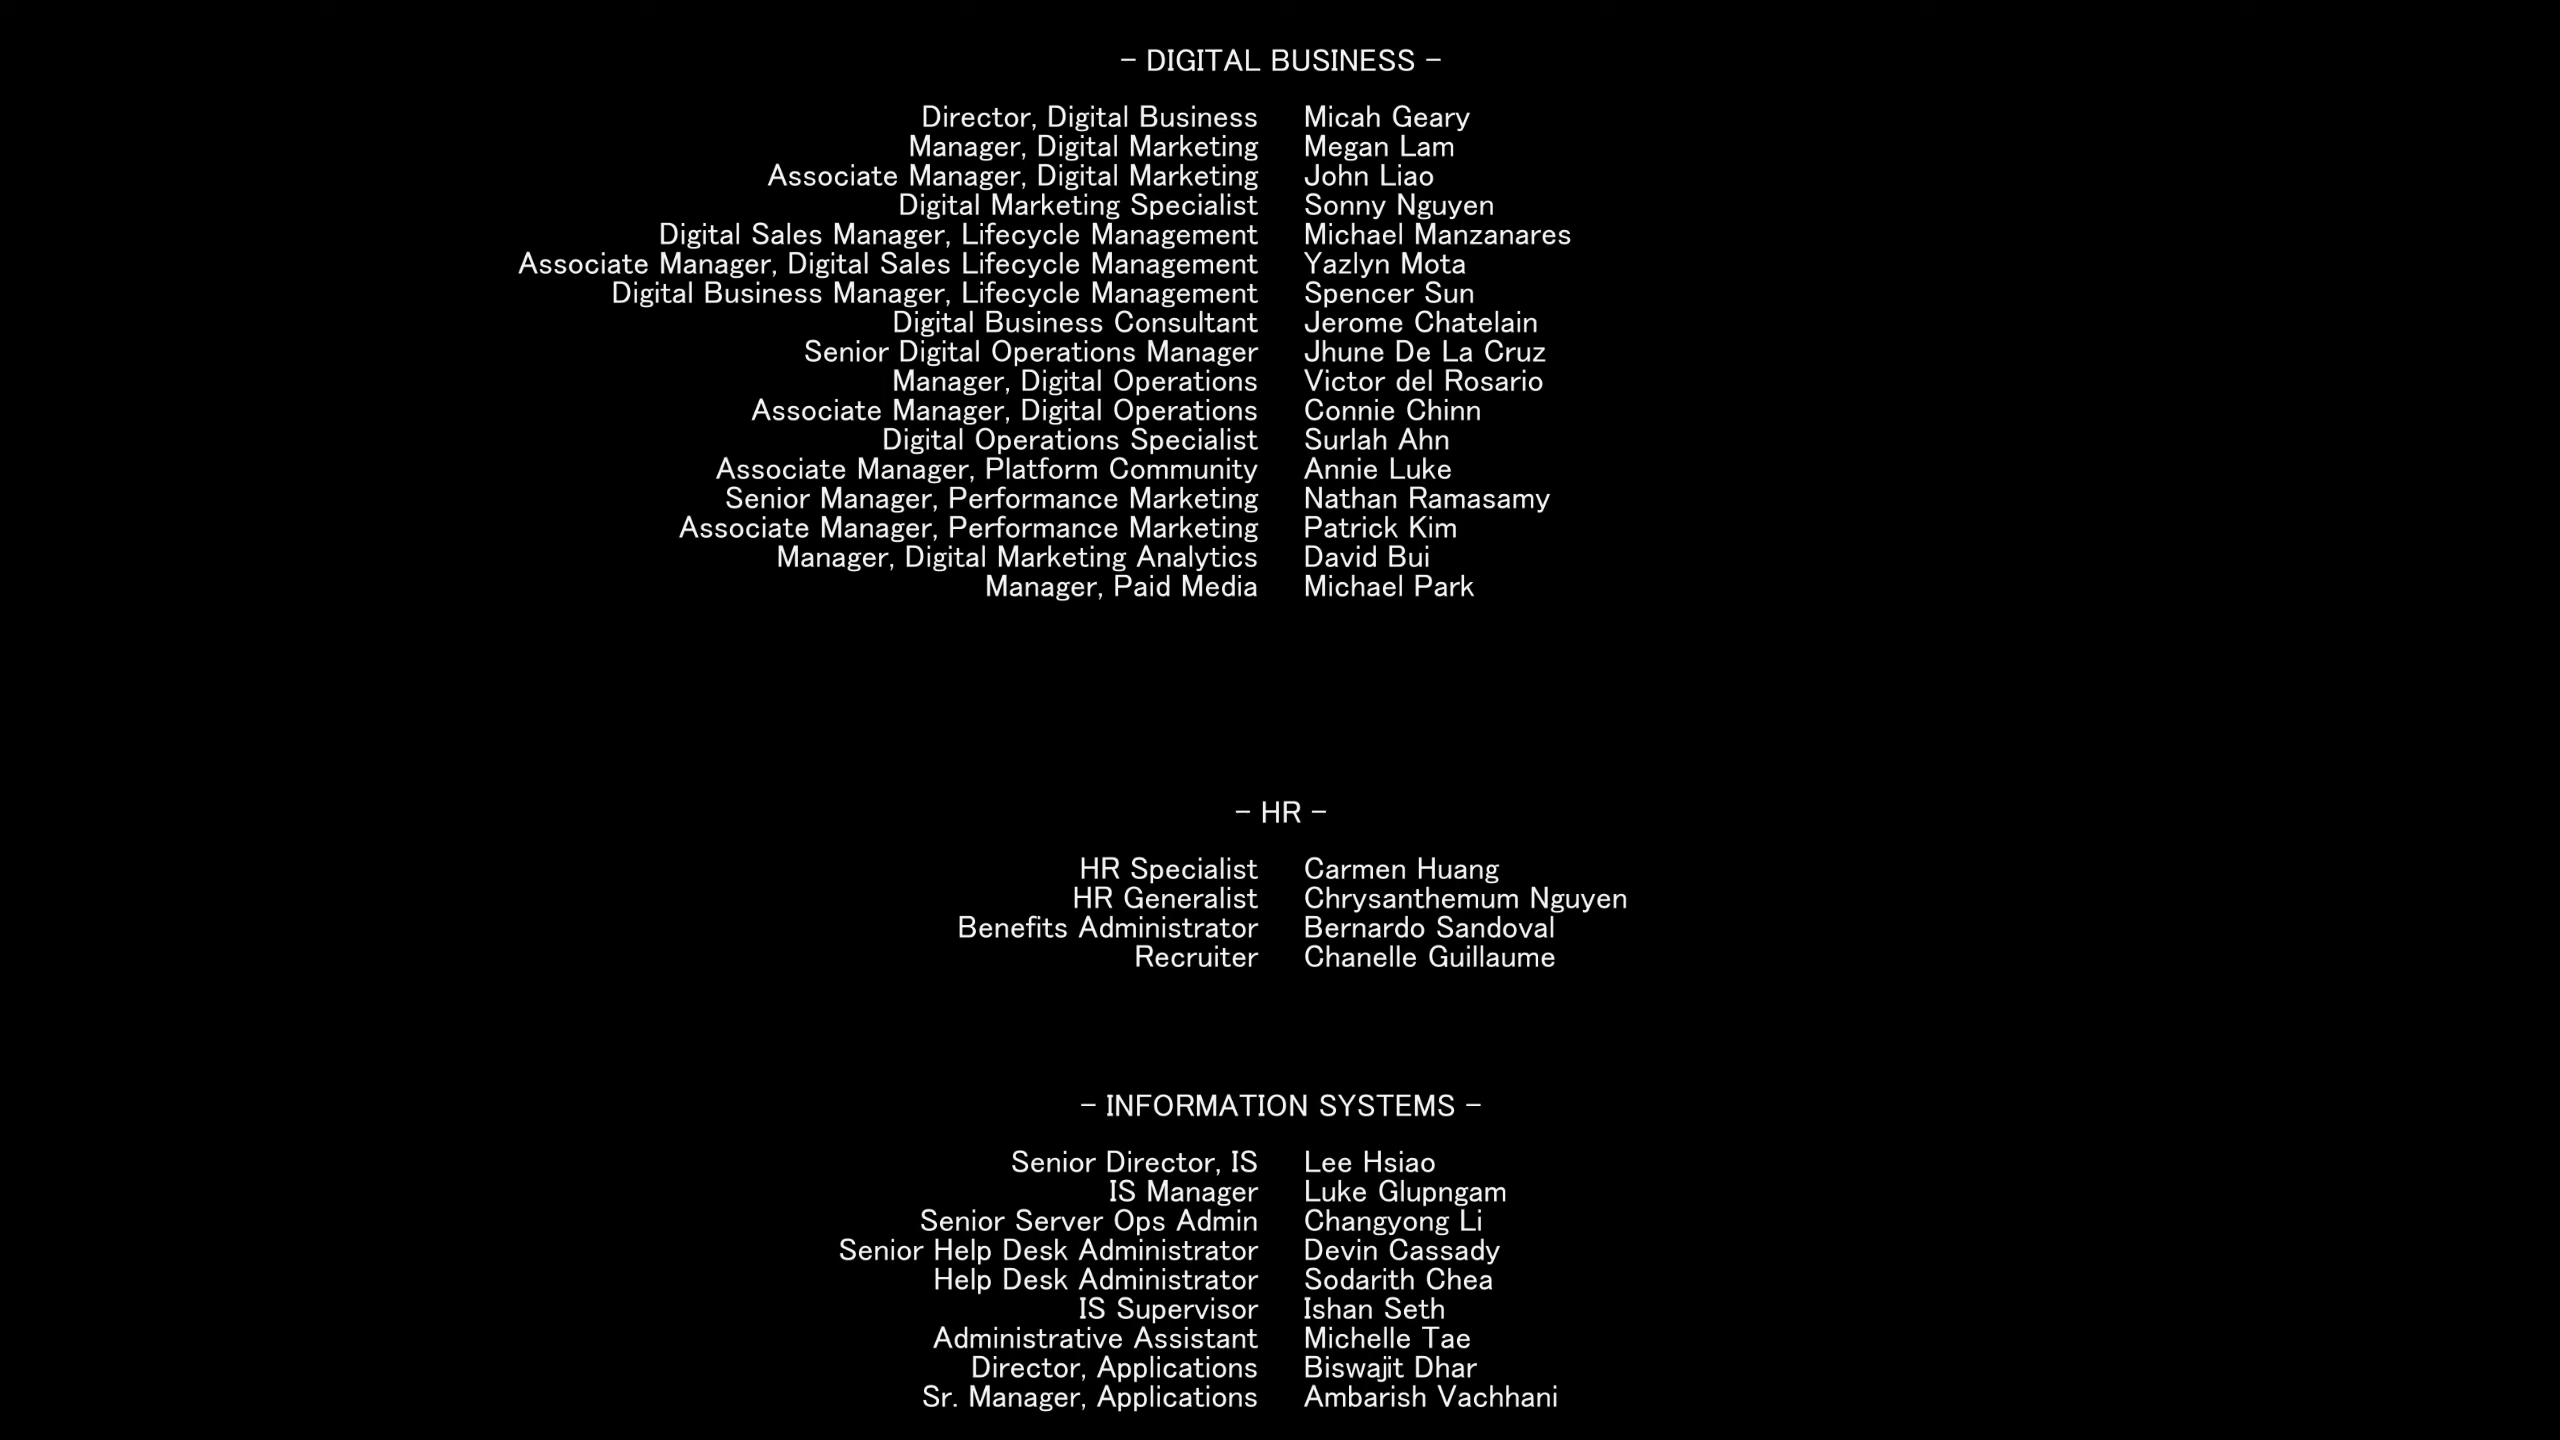 - DIGITAL BUSINESS -
Director, Digital Business Micah Geary
Manager, Digital Marketing Megan Lam
Associate Manager, Digital Marketing John Liao
Digital Marketing Specialist Sonny Nguyen
Digital Sales Manager, Lifecycle Management Michael Manzanares
Associate Manager, Digital Sales Lifecycle Management Yazlyn Mota
Digital Business Manager, Lifecycle Management Spencer Sun
Digital Business Consultant Jerome Chatelain
Senior Digital Operations Manager Jhune De La Cruz
Manager, Digital Operations Victor del Rosario
Associate Manager, Digital Operations Connie Chinn
Digital Operations Specialist Surlah Ahn
Associate Manager, Platform Community Annie Luke
Senior Manager, Performance Marketing Nathan Ramasamy
Associate Manager, Performance Marketing Patrick Kim
Manager, Digital Marketing Analytics David Bui
Manager, Paid Media Michael Park
- HR -
HR Specialist Carmen Huang
HR Generalist Chrysanthemum Nguyen
Benefits Administrator Bernardo Sandoval
Recruiter Chanelle Guillaume
- INFORMATION SYSTEMS -
Senior Director, IS Lee Hsiao
IS Manager Luke Glupngam
Senior Server Ops Admin Changyong Li
Senior Help Desk Administrator Devin Cassady
Help Desk Administrator Sodarith Chea
IS Supervisor Ishan Seth
Administrative Assistant Michelle Tae
Director, Applications Biswajit Dhar
Sr. Manager, Applications Ambarish Vachhani